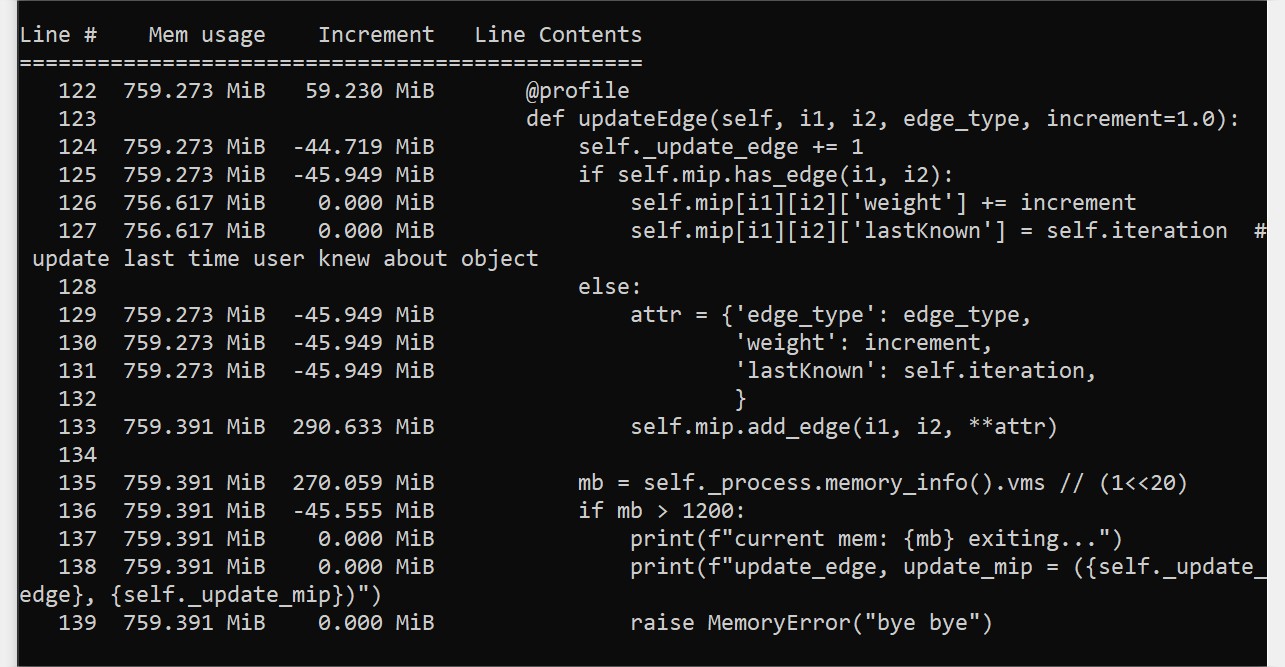 Line #    Mem usage    Increment   Line Contents
================================================
   122  759.273 MiB   59.230 MiB       @profile
   123                                 def updateEdge(self, i1, i2, edge_type, increment=1.0):
   124  759.273 MiB  -44.719 MiB           self._update_edge += 1
   125  759.273 MiB  -45.949 MiB           if self.mip.has_edge(i1, i2):
   126  756.617 MiB    0.000 MiB               self.mip[i1][i2]['weight'] += increment
   127  756.617 MiB    0.000 MiB               self.mip[i1][i2]['lastKnown'] = self.iteration  #
 update last time user knew about object
   128                                     else:
   129  759.273 MiB  -45.949 MiB               attr = {'edge_type': edge_type,
   130  759.273 MiB  -45.949 MiB                       'weight': increment,
   131  759.273 MiB  -45.949 MiB                       'lastKnown': self.iteration,
   132                                                 }
   133  759.391 MiB  290.633 MiB               self.mip.add_edge(i1, i2, **attr)
   134
   135  759.391 MiB  270.059 MiB           mb = self._process.memory_info().vms // (1<<20)
   136  759.391 MiB  -45.555 MiB           if mb > 1200:
   137  759.391 MiB    0.000 MiB               print(f"current mem: {mb} exiting...")
   138  759.391 MiB    0.000 MiB               print(f"update_edge, update_mip = ({self._update_
edge}, {self._update_mip})")
   139  759.391 MiB    0.000 MiB               raise MemoryError("bye bye")